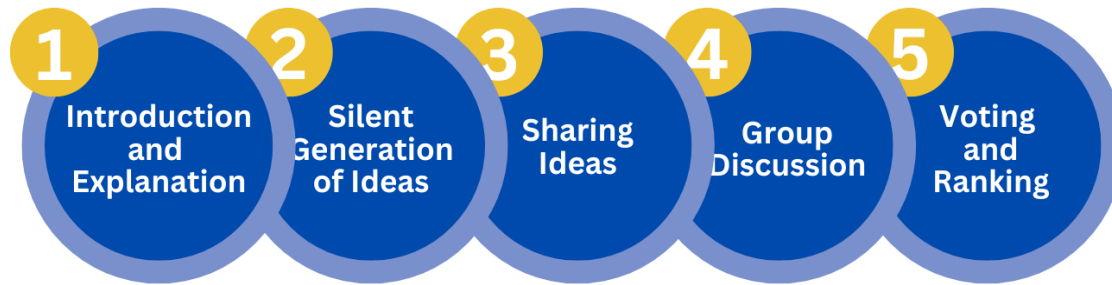 1
Introduction
and
Explanation
2
Silent
Generation
of Ideas
3
Sharing
Ideas
4
Group
Discussion
5
Voting
and
Ranking